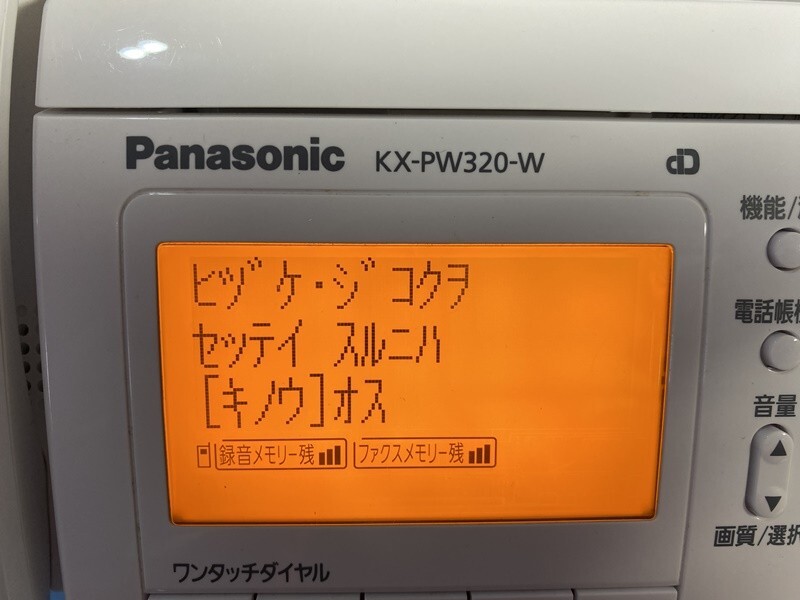 Panasonic KX-PW320-W
ヒヅケ・ジコクヲ
セッテイ スルニハ
[キノウ]オス
録音メモリー残 ファクスメモリー残
ワンタッチダイヤル
機能/
電話帳
音量
画質/選択